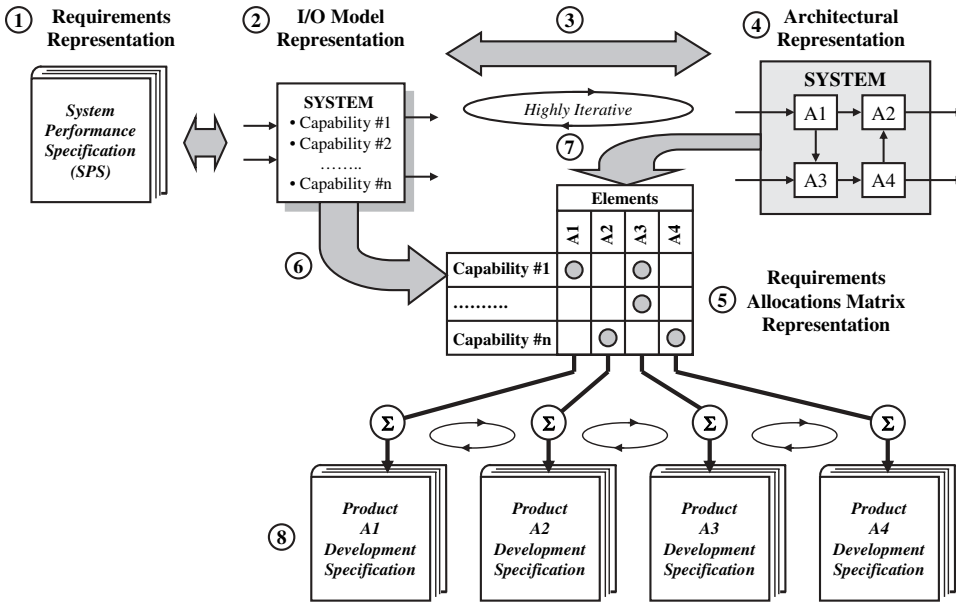 1
Requirements
Representation
System
Performance
Specification
(SPS)
2
I/O Model
Representation
SYSTEM
• Capability #1
• Capability #2
........
• Capability #n
3
Highly Iterative
4
Architectural
Representation
SYSTEM
A1
A2
A3
A4
7
6
Elements
A1
A2
A3
A4
Capability #1
..........
Capability #n
5
Requirements
Allocations Matrix
Representation
Σ
Σ
Σ
Σ
8
Product
A1
Development
Specification
Product
A2
Development
Specification
Product
A3
Development
Specification
Product
A4
Development
Specification